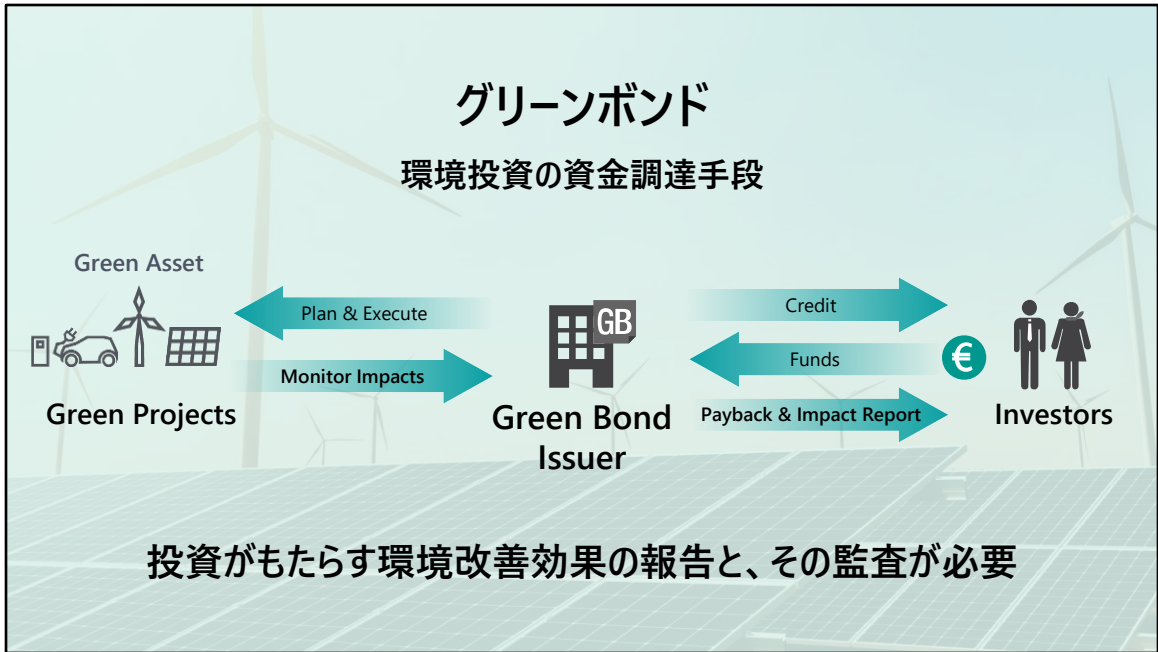 グリーンボンド
環境投資の資金調達手段
Green Asset
Plan & Execute
Monitor Impacts
Green Projects
GB
Green Bond
Issuer
Credit
Funds
€
Payback & Impact Report
Investors
投資がもたらす環境改善効果の報告と、その監査が必要